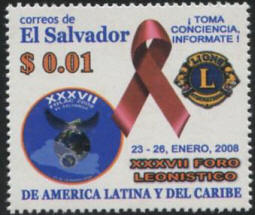 correos de
El Salvador
$ 0.01
¡ TOMA
CONCIENCIA,
INFORMATE !
LIONS
L
XXXVII
23 - 26, ENERO, 2008
XXXVII FORO
LEONISTICO
DE AMERICA LATINA Y DEL CARIBE